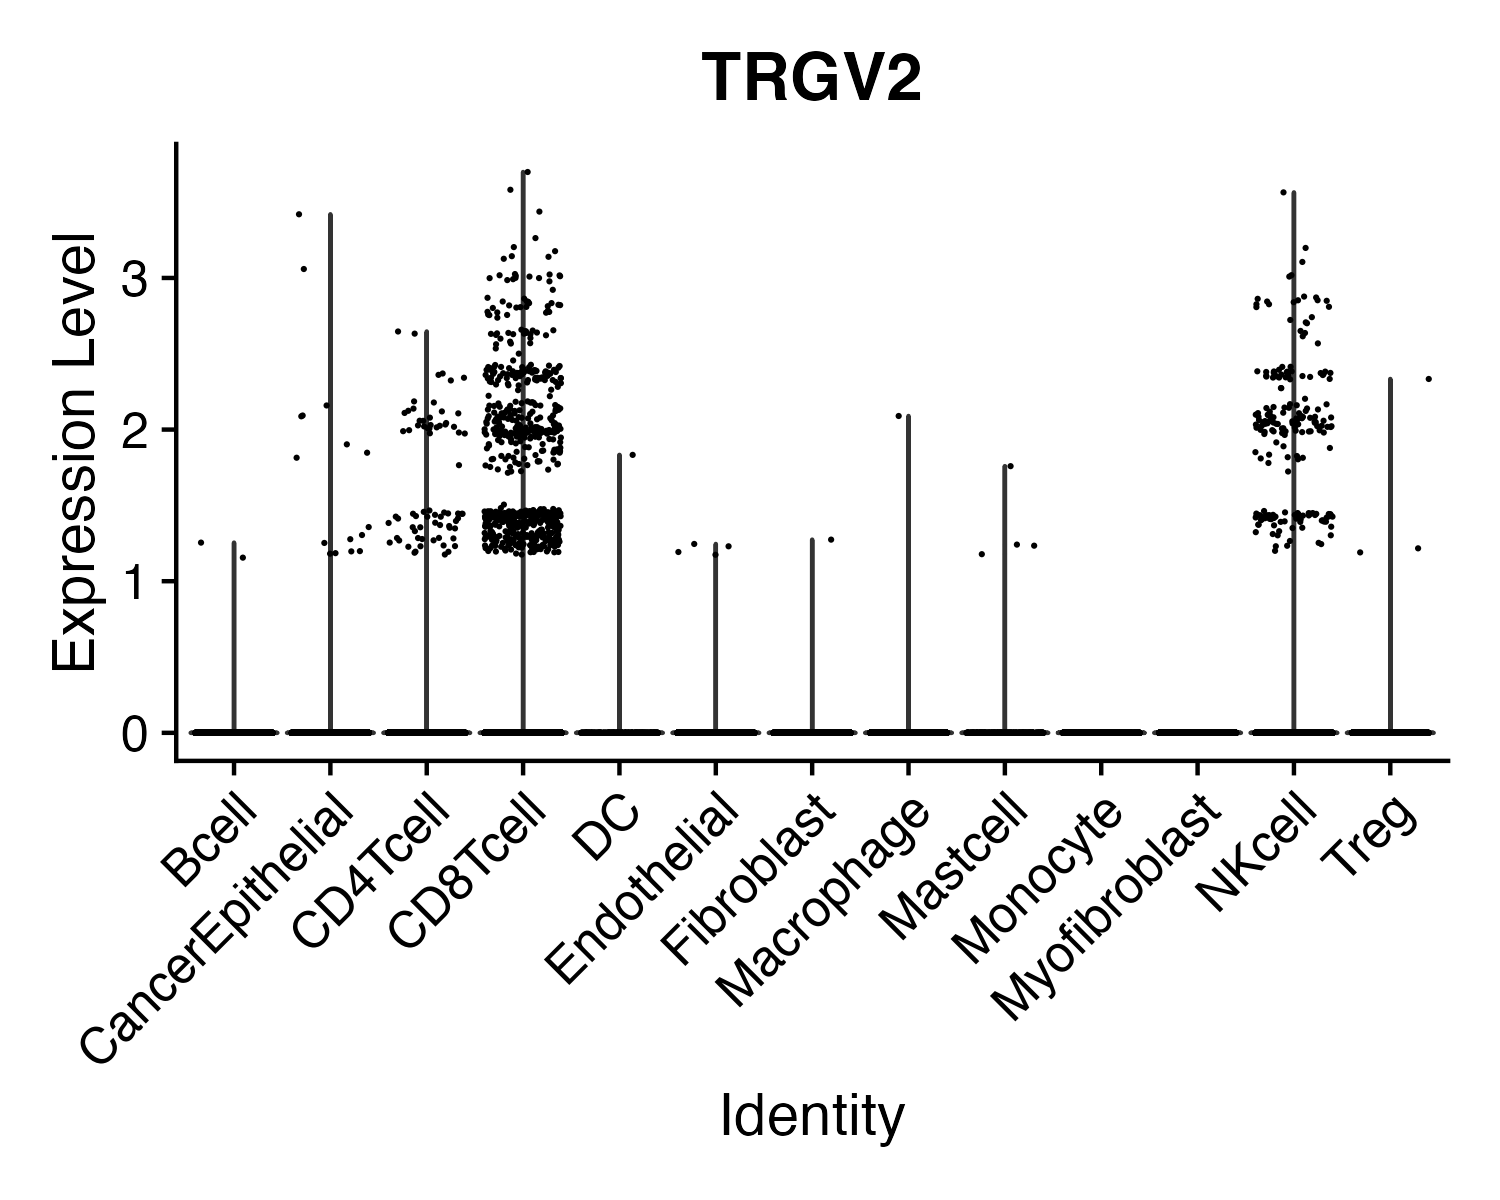 TRGV2
Expression Level
3
2
1
0
Bcell
CancerEpithelial
CD4Tcell
CD8Tcell
DC
Endothelial
Fibroblast
Macrophage
Mastcell
Monocyte
Myofibroblast
NKcell
Treg
Identity